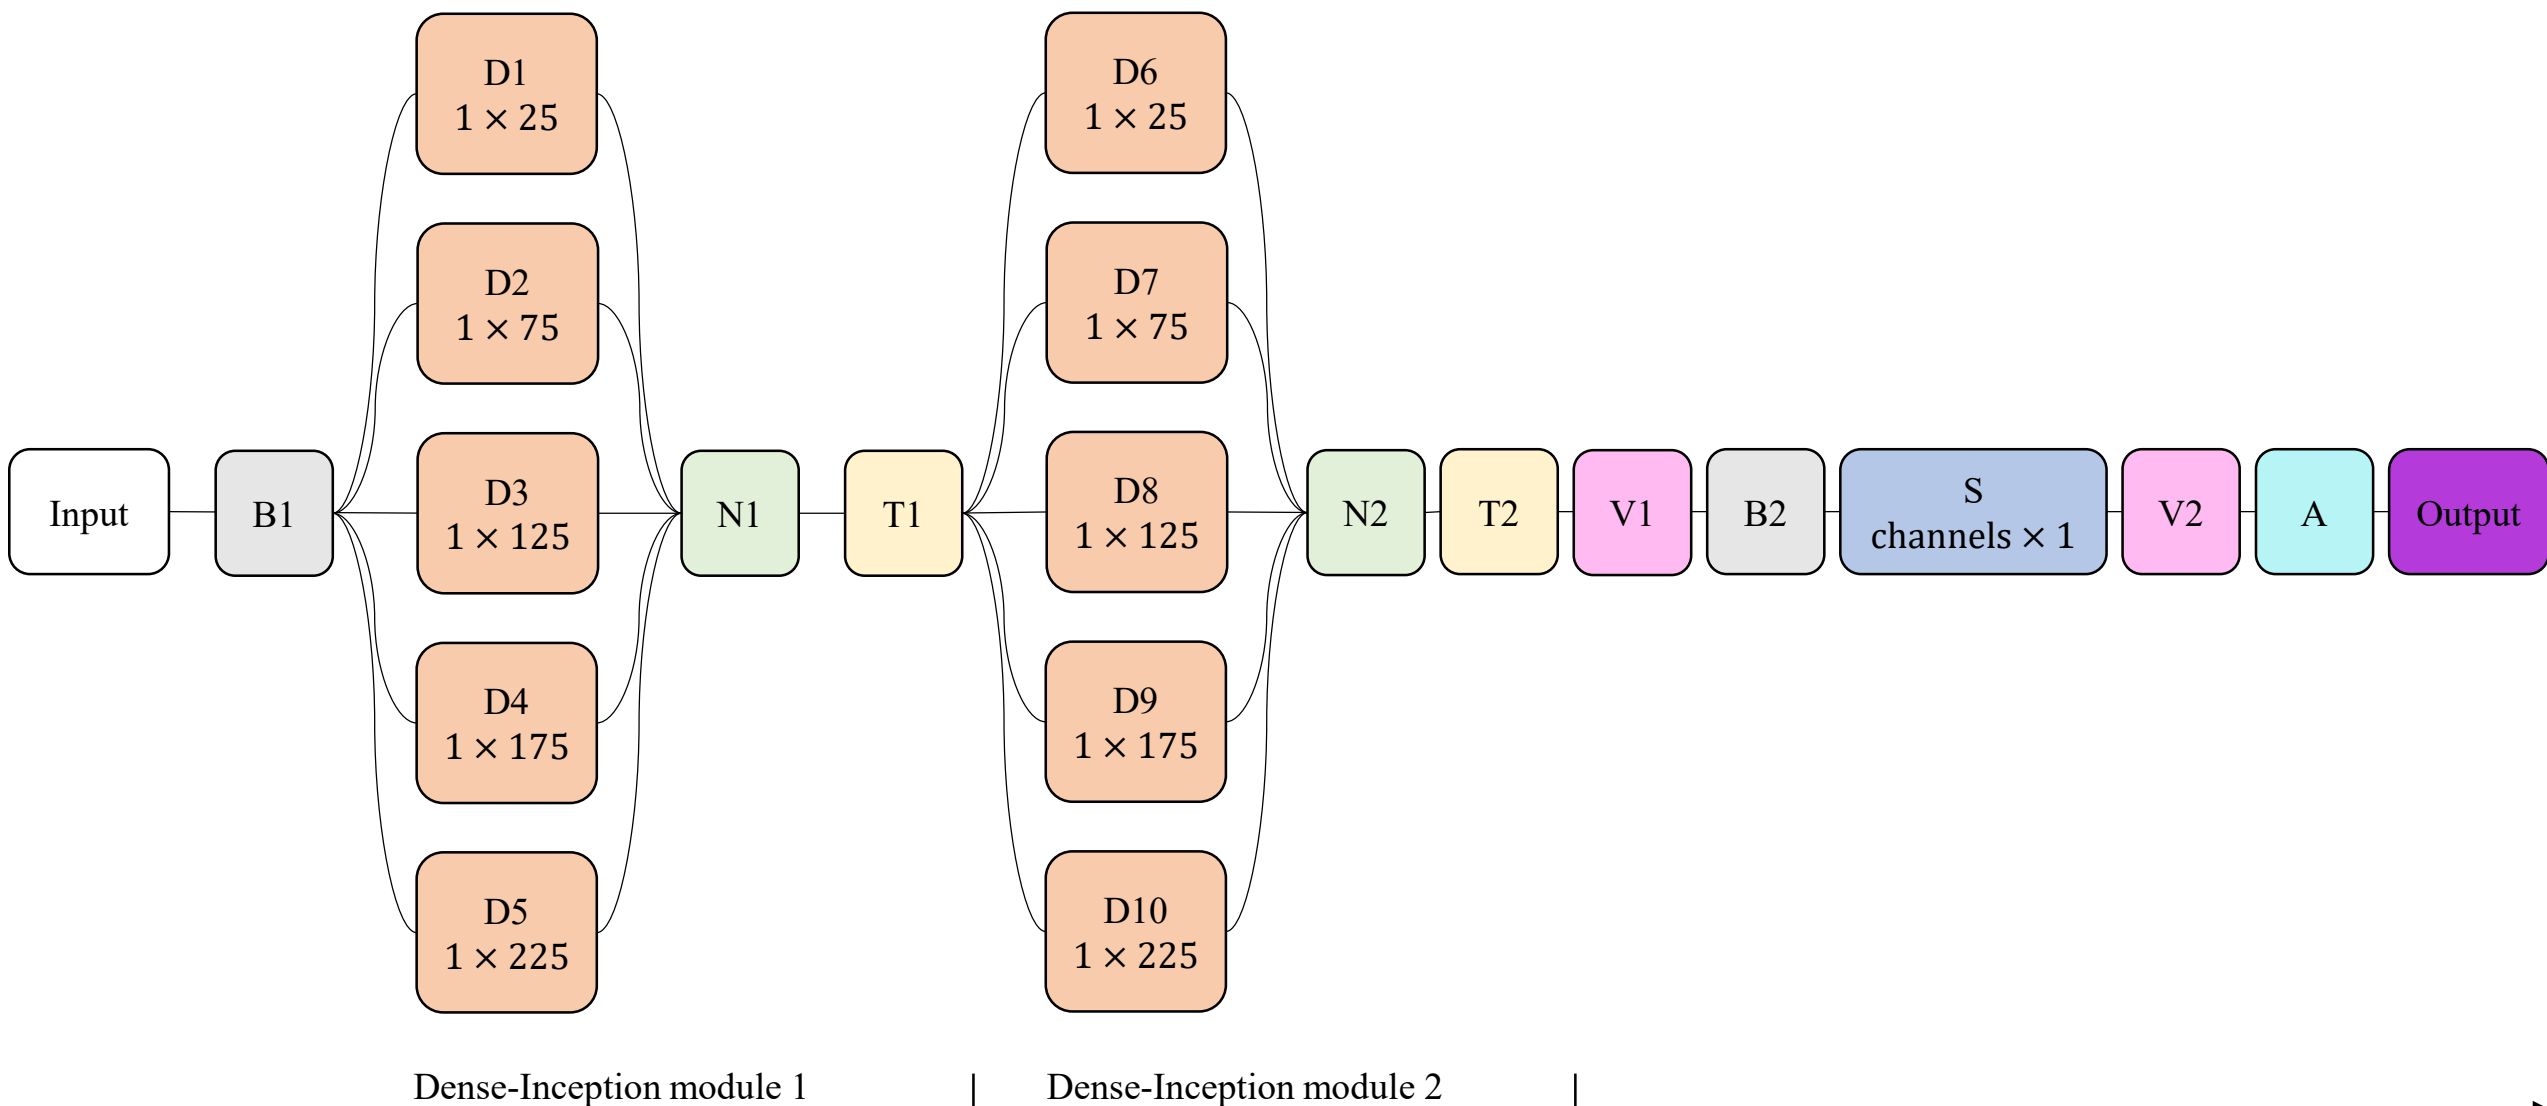 Input
B1
D1
1 × 25
D2
1 × 75
D3
1 × 125
D4
1 × 175
D5
1 × 225
N1
T1
D6
1 × 25
D7
1 × 75
D8
1 × 125
D9
1 × 175
D10
1 × 225
N2
T2
V1
B2
S
channels × 1
V2
A
Output
Dense-Inception module 1
Dense-Inception module 2